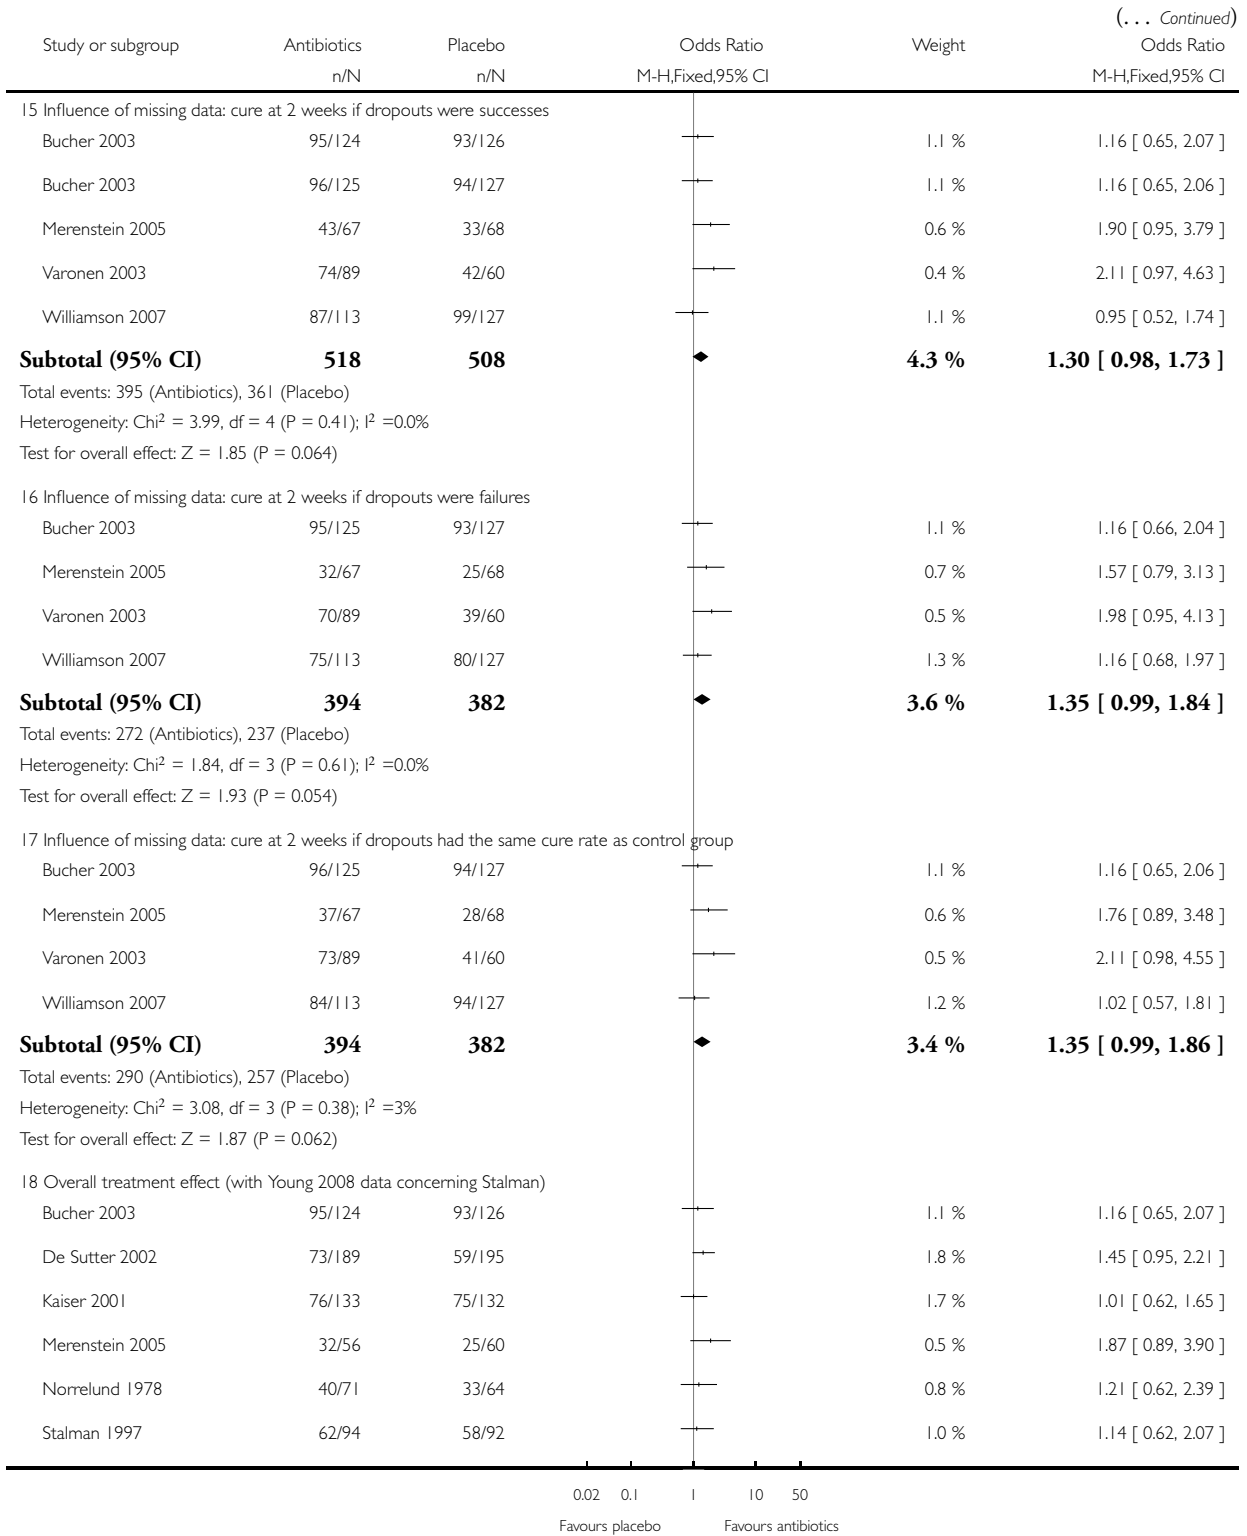 (... Continued)
Study or subgroup Antibiotics Placebo Odds Ratio Weight Odds Ratio
n/N n/N M-H,Fixed,95% CI M-H,Fixed,95% CI
15 Influence of missing data: cure at 2 weeks if dropouts were successes
Bucher 2003 95/124 93/126 1.1 % 1.16 [ 0.65, 2.07 ]
Bucher 2003 96/125 94/127 1.1 % 1.16 [ 0.65, 2.06 ]
Merenstein 2005 43/67 33/68 0.6 % 1.90 [ 0.95, 3.79 ]
Varonen 2003 74/89 42/60 0.4 % 2.11 [ 0.97, 4.63 ]
Williamson 2007 87/113 99/127 1.1 % 0.95 [ 0.52, 1.74 ]
Subtotal (95% CI) 518 508 4.3 % 1.30 [ 0.98, 1.73 ]
Total events: 395 (Antibiotics), 361 (Placebo)
Heterogeneity: Chi² = 3.99, df = 4 (P = 0.41); I² =0.0%
Test for overall effect: Z = 1.85 (P = 0.064)
16 Influence of missing data: cure at 2 weeks if dropouts were failures
Bucher 2003 95/125 93/127 1.1 % 1.16 [ 0.66, 2.04 ]
Merenstein 2005 32/67 25/68 0.7 % 1.57 [ 0.79, 3.13 ]
Varonen 2003 70/89 39/60 0.5 % 1.98 [ 0.95, 4.13 ]
Williamson 2007 75/113 80/127 1.3 % 1.16 [ 0.68, 1.97 ]
Subtotal (95% CI) 394 382 3.6 % 1.35 [ 0.99, 1.84 ]
Total events: 272 (Antibiotics), 237 (Placebo)
Heterogeneity: Chi² = 1.84, df = 3 (P = 0.61); I² =0.0%
Test for overall effect: Z = 1.93 (P = 0.054)
17 Influence of missing data: cure at 2 weeks if dropouts had the same cure rate as control group
Bucher 2003 96/125 94/127 1.1 % 1.16 [ 0.65, 2.06 ]
Merenstein 2005 37/67 28/68 0.6 % 1.76 [ 0.89, 3.48 ]
Varonen 2003 73/89 41/60 0.5 % 2.11 [ 0.98, 4.55 ]
Williamson 2007 84/113 94/127 1.2 % 1.02 [ 0.57, 1.81 ]
Subtotal (95% CI) 394 382 3.4 % 1.35 [ 0.99, 1.86 ]
Total events: 290 (Antibiotics), 257 (Placebo)
Heterogeneity: Chi² = 3.08, df = 3 (P = 0.38); I² =3%
Test for overall effect: Z = 1.87 (P = 0.062)
18 Overall treatment effect (with Young 2008 data concerning Stalman)
Bucher 2003 95/124 93/126 1.1 % 1.16 [ 0.65, 2.07 ]
De Sutter 2002 73/189 59/195 1.8 % 1.45 [ 0.95, 2.21 ]
Kaiser 2001 76/133 75/132 1.7 % 1.01 [ 0.62, 1.65 ]
Merenstein 2005 32/56 25/60 0.5 % 1.87 [ 0.89, 3.90 ]
Norrelund 1978 40/71 33/64 0.8 % 1.21 [ 0.62, 2.39 ]
Stalman 1997 62/94 58/92 1.0 % 1.14 [ 0.62, 2.07 ]
0.02 0.1 1 10 50
Favours placebo Favours antibiotics